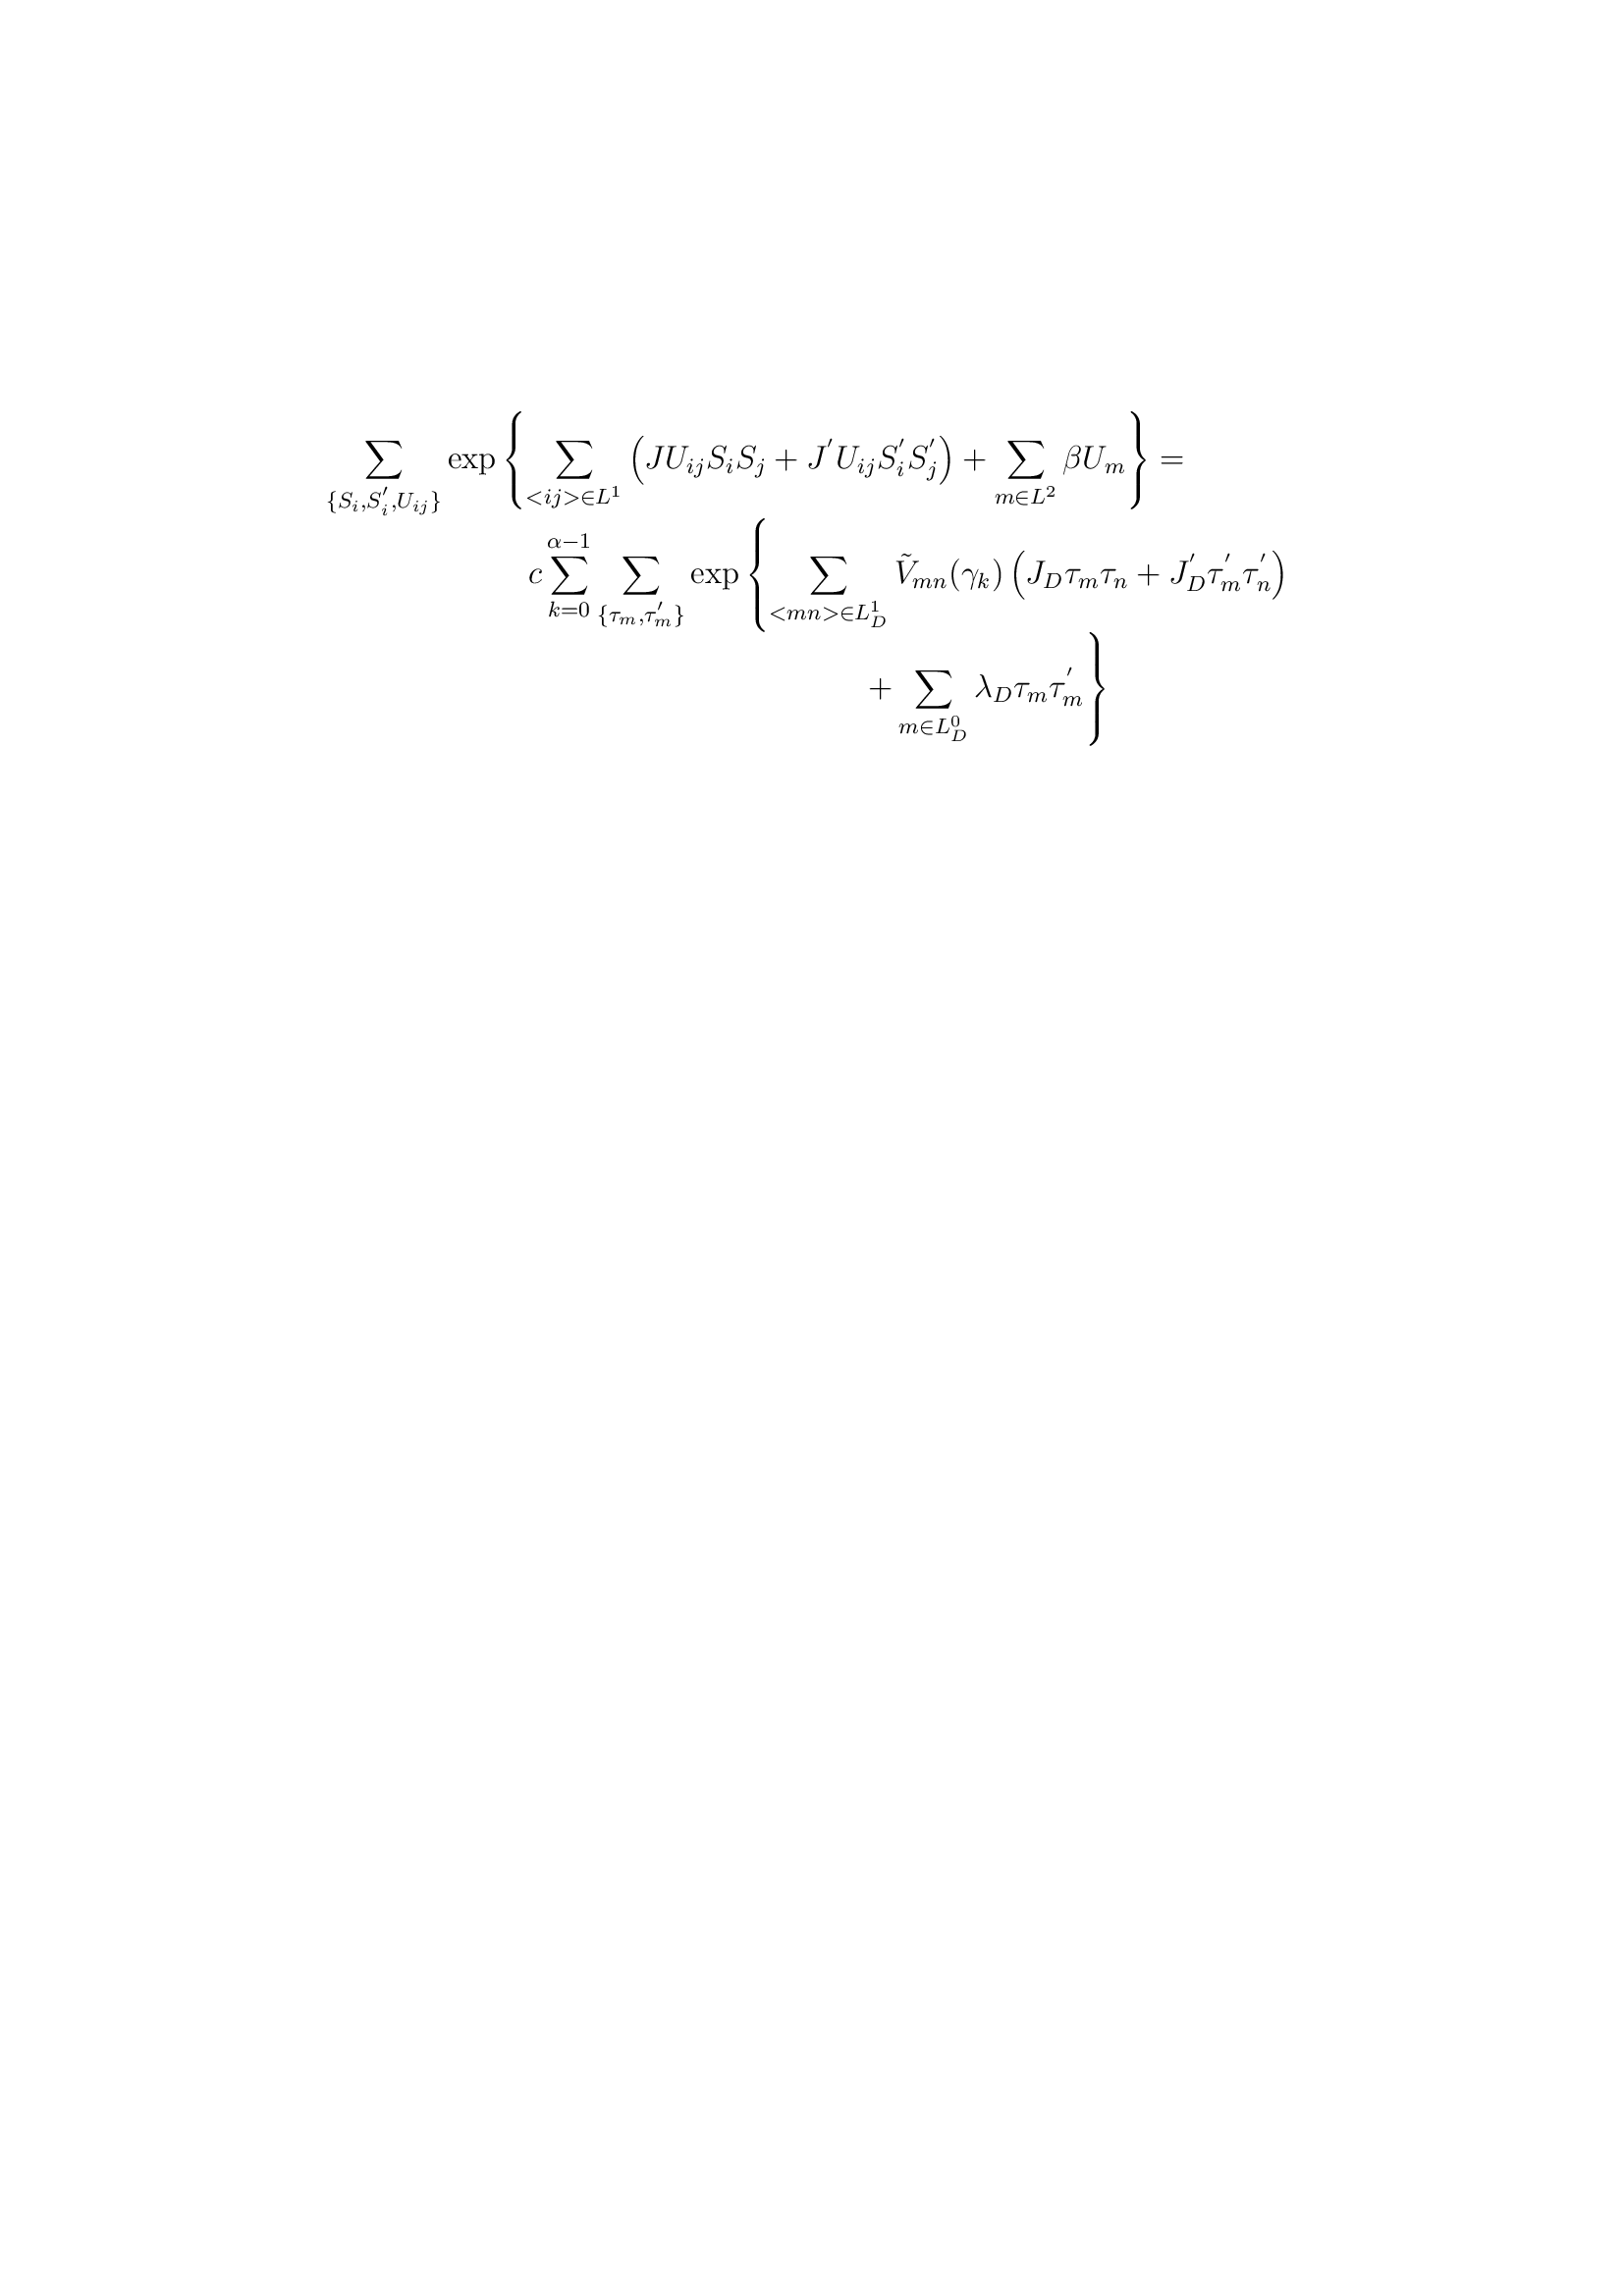 \sum_{\{S_i,S_i^{'},U_{ij}\}} \exp\left\{ \sum_{<ij>\in L^1} \left( JU_{ij}S_iS_j + J^{'}U_{ij}S_i^{'}S_j^{'} \right) + \sum_{m\in L^2} \beta U_m \right\} =
c \sum_{k=0}^{\alpha-1} \sum_{\{\tau_m,\tau_m^{'}\}} \exp\left\{ \sum_{<mn>\in L_D^1} \tilde{V}_{mn}(\gamma_k) \left( J_D\tau_m\tau_n + J_D^{'}\tau_m^{'}\tau_n^{'} \right) \right.
\left. + \sum_{m\in L_D^0} \lambda_D\tau_m\tau_m^{'} \right\}